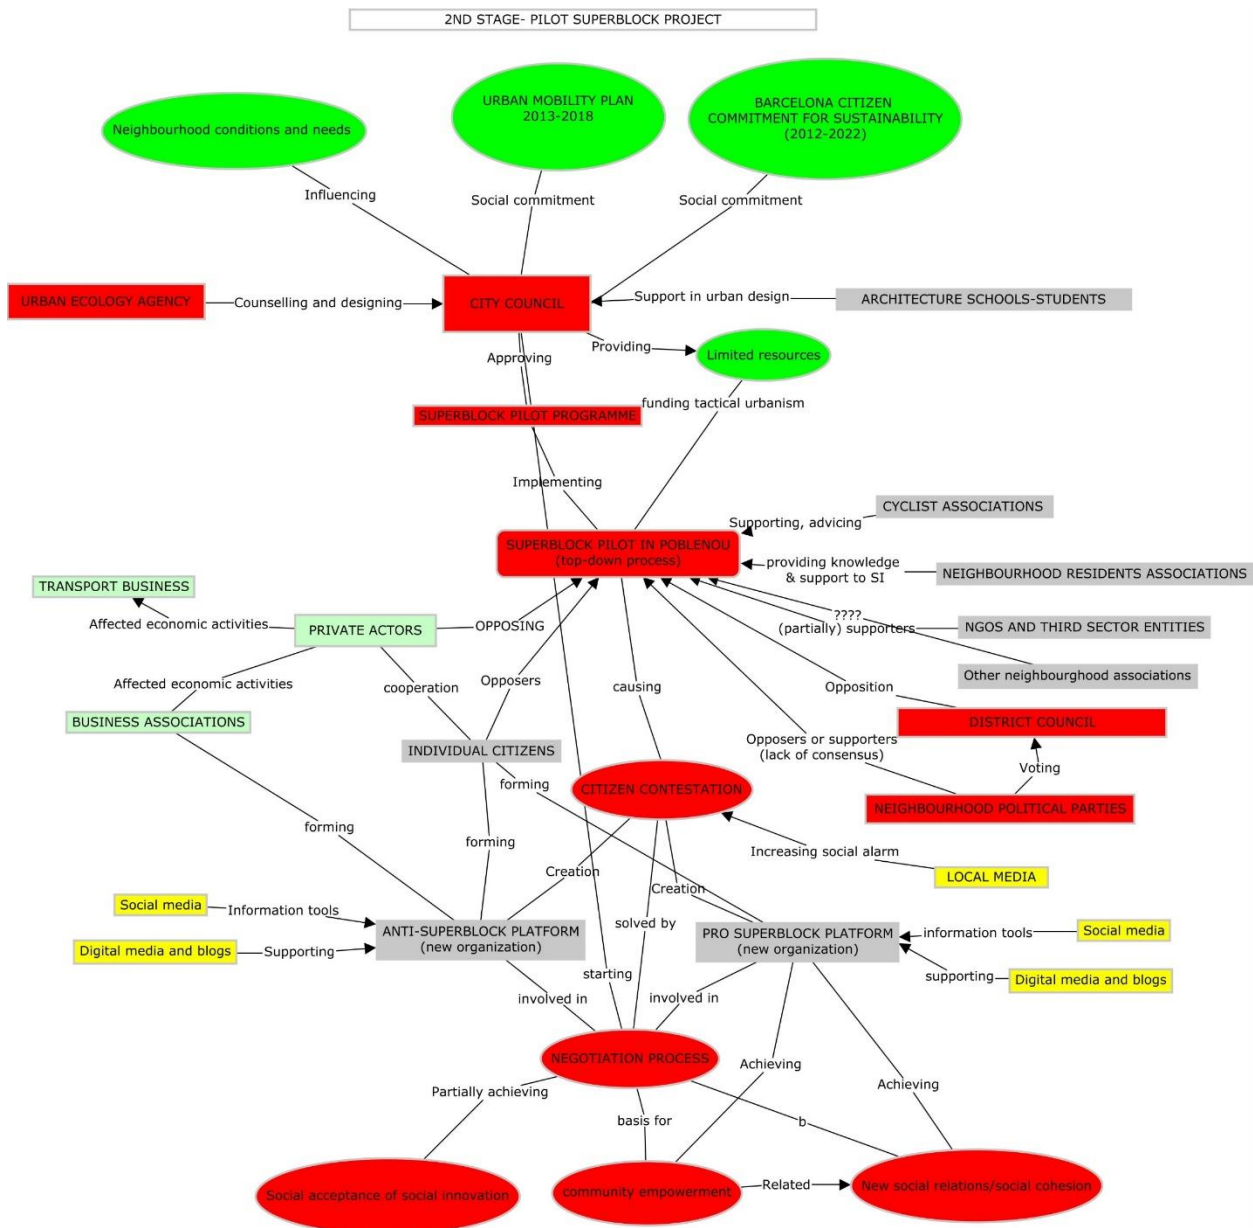 2ND STAGE- PILOT SUPERBLOCK PROJECT
Neighbourhood conditions and needs
URBAN MOBILITY PLAN
2013-2018
BARCELONA CITIZEN
COMMITMENT FOR SUSTAINABILITY
(2012-2022)
Influencing
Social commitment
Social commitment
URBAN ECOLOGY AGENCY
Counselling and designing
CITY COUNCIL
Support in urban design
ARCHITECTURE SCHOOLS-STUDENTS
Approving
Providing
Limited resources
SUPERBLOCK PILOT PROGRAMME
funding tactical urbanism
Implementing
CYCLIST ASSOCIATIONS
Supporting, advicing
SUPERBLOCK PILOT IN POBLENOU
(top-down process)
providing knowledge
& support to SI
NEIGHBOURHOOD RESIDENTS ASSOCIATIONS
TRANSPORT BUSINESS
Affected economic activities
PRIVATE ACTORS
OPPOSING
????
(partially) supporters
NGOS AND THIRD SECTOR ENTITIES
Other neighbourghood associations
Affected economic activities
cooperation
Opposers
causing
Opposition
BUSINESS ASSOCIATIONS
DISTRICT COUNCIL
INDIVIDUAL CITIZENS
Opposers or supporters
(lack of consensus)
Voting
forming
CITIZEN CONTESTATION
NEIGHBOURHOOD POLITICAL PARTIES
forming
forming
Increasing social alarm
LOCAL MEDIA
Creation
Creation
Social media
Information tools
solved by
ANTI-SUPERBLOCK PLATFORM
(new organization)
PRO SUPERBLOCK PLATFORM
(new organization)
information tools
Social media
Digital media and blogs
Supporting
starting
supporting
Digital media and blogs
involved in
involved in
NEGOTIATION PROCESS
Achieving
Partially achieving
Achieving
basis for
b
Social acceptance of social innovation
community empowerment
Related
New social relations/social cohesion